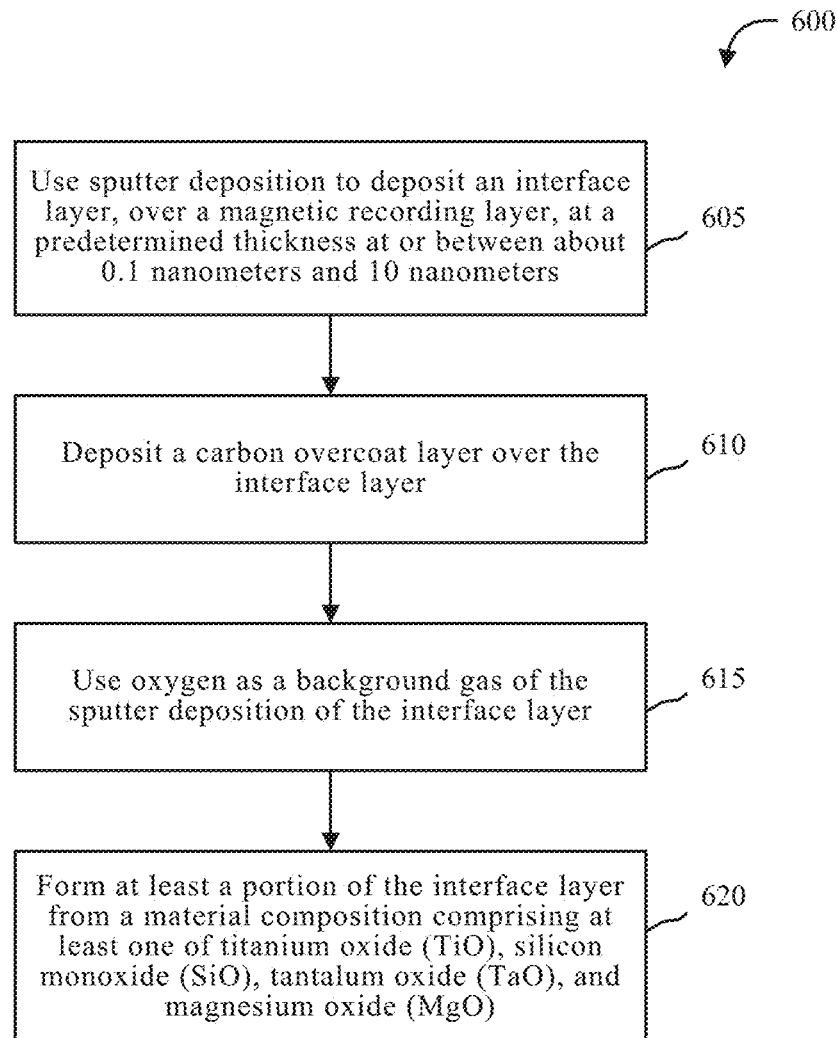 600
Use sputter deposition to deposit an interface
layer, over a magnetic recording layer, at a
predetermined thickness at or between about
0.1 nanometers and 10 nanometers
605
Deposit a carbon overcoat layer over the
interface layer
610
Use oxygen as a background gas of the
sputter deposition of the interface layer
615
Form at least a portion of the interface layer
from a material composition comprising at
least one of titanium oxide (TiO), silicon
monoxide (SiO), tantalum oxide (TaO), and
magnesium oxide (MgO)
620